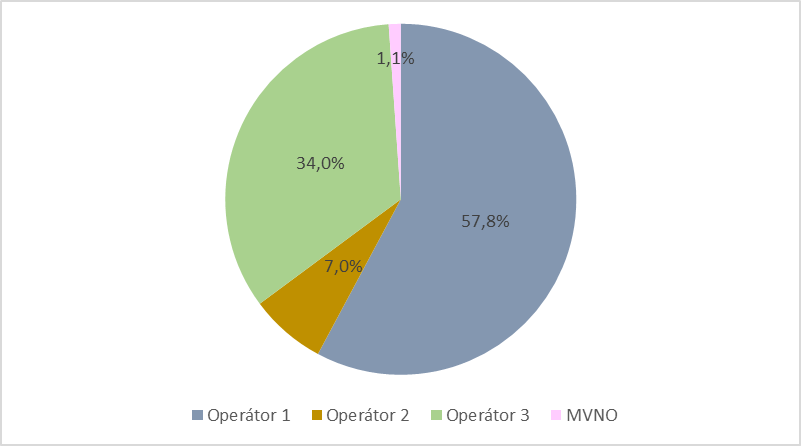 1,1%
34,0%
57,8%
7,0%
Operátor 1 Operátor 2 Operátor 3 MVNO